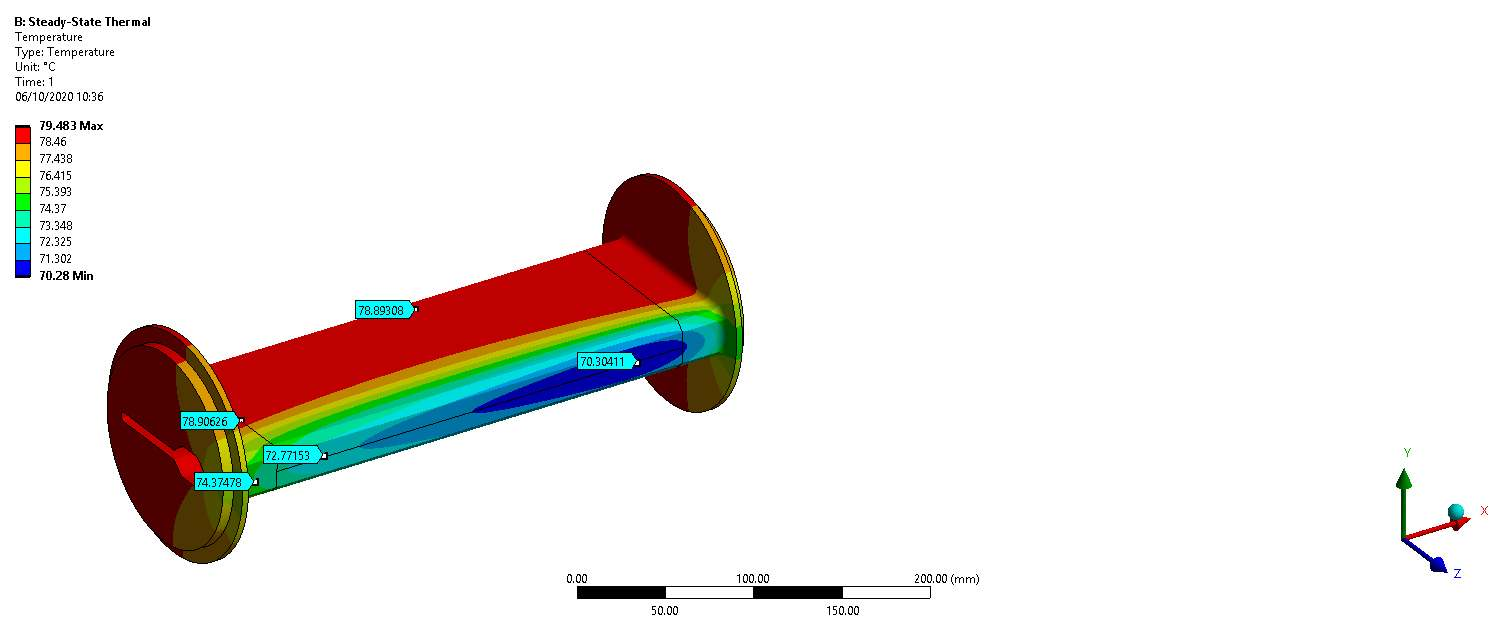 B: Steady-State Thermal
Temperature
Type: Temperature
Unit: °C
Time: 1
06/10/2020 10:36
79.483 Max
78.46
77.438
76.415
75.393
74.37
73.348
72.325
71.302
70.28 Min
78.89308
70.30411
78.90626
72.77153
74.37478
Y
X
Z
0.00 100.00 200.00 (mm)
50.00 150.00